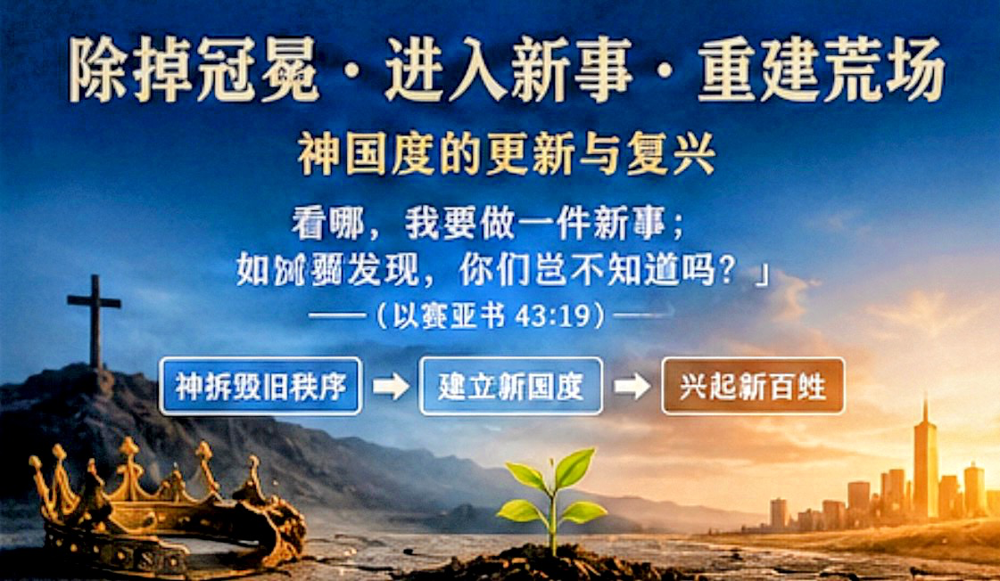 除掉冠冕·进入新事·重建荒场
神国度的更新与复兴
看哪，我要做一件新事；
如 发现，你们岂不知道吗？」
（以赛亚书 43:19）
神拆毁旧秩序 ➡ 建立新国度 ➡ 兴起新百姓